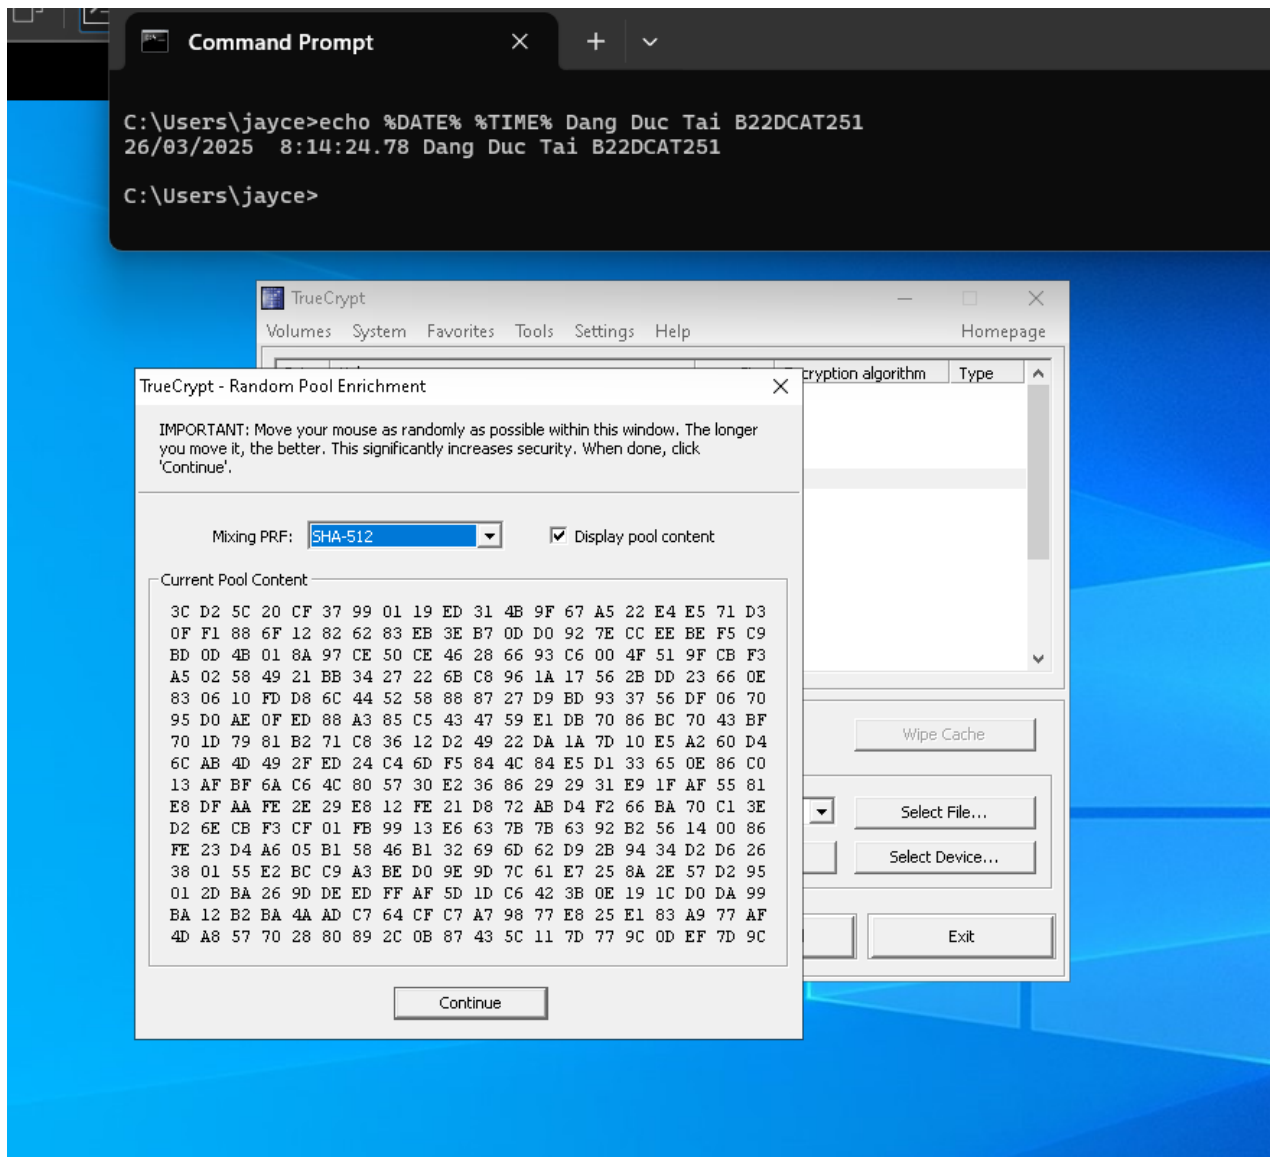 Command Prompt
C:\Users\jayce>echo %DATE% %TIME% Dang Duc Tai B22DCAT251
26/03/2025  8:14:24.78 Dang Duc Tai B22DCAT251
C:\Users\jayce>
TrueCrypt
Volumes System Favorites Tools Settings Help Homepage
cryption algorithm Type
TrueCrypt - Random Pool Enrichment
IMPORTANT: Move your mouse as randomly as possible within this window. The longer
you move it, the better. This significantly increases security. When done, click
'Continue'.
Mixing PRF: SHA-512 Display pool content
Current Pool Content
3C D2 5C 20 CF 37 99 01 19 ED 31 4B 9F 67 A5 22 E4 E5 71 D3
0F F1 88 6F 12 82 62 83 EB 3E B7 0D D0 92 7E CC EE BE F5 C9
BD 0D 4B 01 8A 97 CE 50 CE 46 28 66 93 C6 00 4F 51 9F CB F3
A5 02 58 49 21 BB 34 27 22 6B C8 96 1A 17 56 2B DD 23 66 0E
83 06 10 FD D8 6C 44 52 58 88 87 27 D9 BD 93 37 56 DF 06 70
95 D0 AE 0F ED 88 A3 85 C5 43 47 59 E1 DB 70 86 BC 70 43 BF
70 1D 79 81 B2 71 C8 36 12 D2 49 22 DA 1A 7D 10 E5 A2 60 D4
6C AB 4D 49 2F ED 24 C4 6D F5 84 4C 84 E5 D1 33 65 0E 86 C0
13 AF BF 6A C6 4C 80 57 30 E2 36 86 29 29 31 E9 1F AF 55 81
E8 DF AA FE 2E 29 E8 12 FE 21 D8 72 AB D4 F2 66 BA 70 C1 3E
D2 6E CB F3 CF 01 FB 99 13 E6 63 7B 7B 63 92 B2 56 14 00 86
FE 23 D4 A6 05 B1 58 46 B1 32 69 6D 62 D9 2B 94 34 D2 D6 26
38 01 55 E2 BC C9 A3 BE D0 9E 9D 7C 61 E7 25 8A 2E 57 D2 95
01 2D BA 26 9D DE ED FF AF 5D 1D C6 42 3B 0E 19 1C D0 DA 99
BA 12 B2 BA 4A AD C7 64 CF C7 A7 98 77 E8 25 E1 83 A9 77 AF
4D A8 57 70 28 80 89 2C 0B 87 43 5C 11 7D 77 9C 0D EF 7D 9C
Continue
Wipe Cache
Select File...
Select Device...
Exit